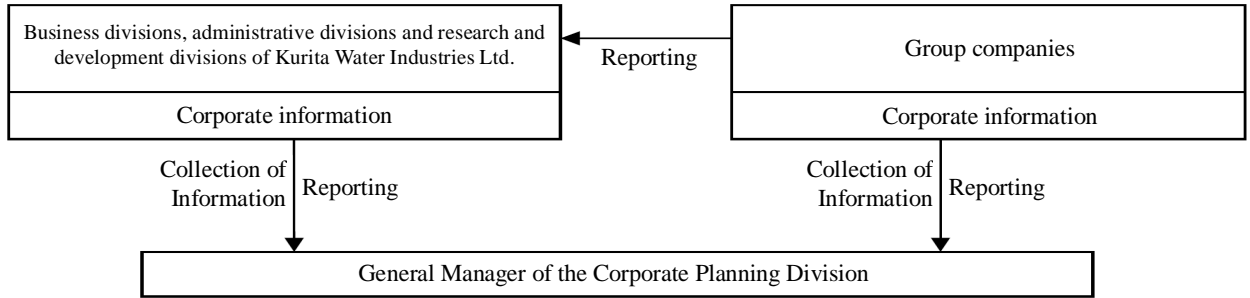 Business divisions, administrative divisions and research and
development divisions of Kurita Water Industries Ltd.
Corporate information
Reporting
Group companies
Corporate information
Collection of
Information
Reporting
Collection of
Information
Reporting
General Manager of the Corporate Planning Division